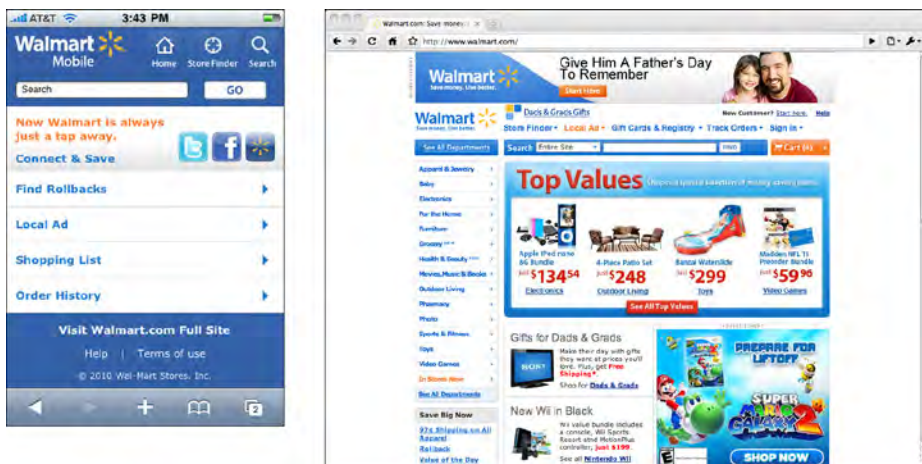 AT&T 3:43 PM
Walmart
Mobile
Home Store Finder Search
Search GO
Now Walmart is always
just a tap away.
Connect & Save
Find Rollbacks
Local Ad
Shopping List
Order History
Visit Walmart.com Full Site
Help | Terms of use
© 2010 Wal-Mart Stores, Inc.
2
Walmart.com: Save money
http://www.walmart.com/
Walmart
Save money. Live better.
Give Him A Father's Day
To Remember
Start Here
Walmart
Save money. Live better.
Dads & Grads Gifts
New Customer? Start here. Help
Store Finder Local Ad Gift Cards & Registry Track Orders Sign In
See All Departments
Search Entire Site FIND Cart
Apparel & Jewelry
Baby
Electronics
For the Home
Furniture
Grocery
Health & Beauty
Movies, Music & Books
Outdoor Living
Pharmacy
Photo
Sports & Fitness
Toys
Video Games
In Stores Now
See All Departments
Save Big Now
97¢ Shipping on All
Apparel
Rollback
Value of the Day
Top Values
Apple iPod nano
8G Bundle
$134 54
Electronics
4-Piece Patio Set
$248
Outdoor Living
Banzai Waterslide
$299
Toys
Madden NFL 11
Preorder Bundle
$59 96
Video Games
See All Top Values
Gifts for Dads & Grads
Make their day with gifts
they want at prices you'll
love. Plus, get Free
Shipping*.
Shop for Dads & Grads
New Wii in Black
Wii value bundle includes
a console, Wii Sports
Resort and MotionPlus
controller, just $199.
See all Nintendo Wii
PREPARE FOR
LIFTOFF
SUPER
MARIO
GALAXY 2
E
SHOP NOW